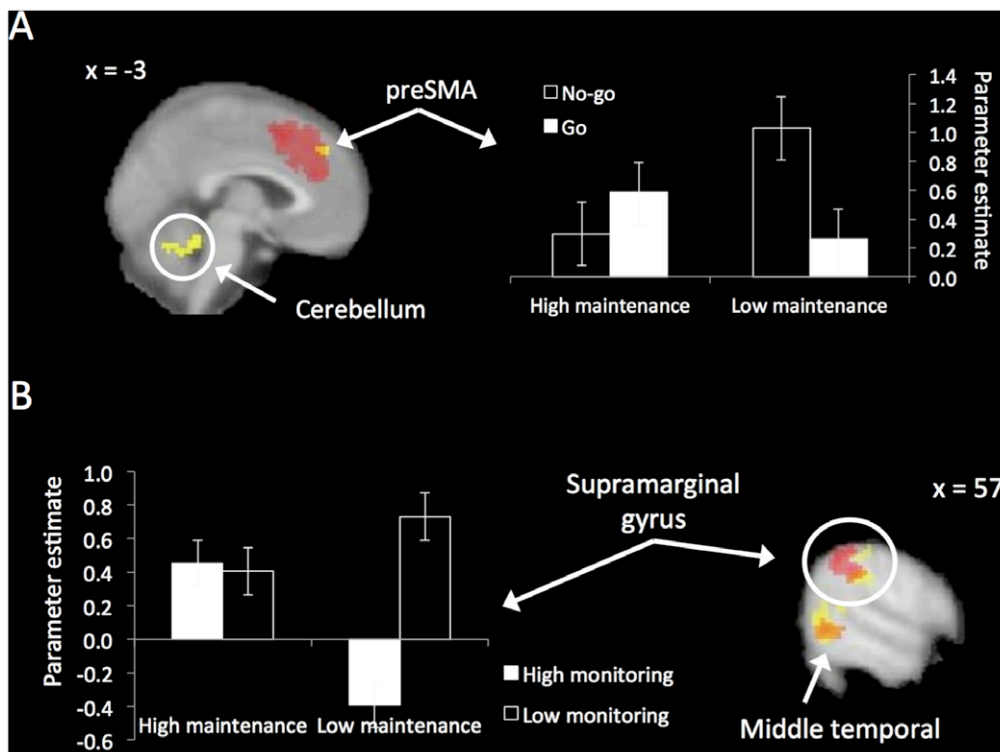 A
x = -3
preSMA
Cerebellum
No-go
Go
1.4
1.2
1.0
0.8
0.6
0.4
0.2
0.0
Parameter estimate
High maintenance
Low maintenance
B
Parameter estimate
1.0
0.8
0.6
0.4
0.2
0.0
-0.2
-0.4
-0.6
High maintenance
Low maintenance
Supramarginal
gyrus
x = 57
High monitoring
Low monitoring
Middle temporal